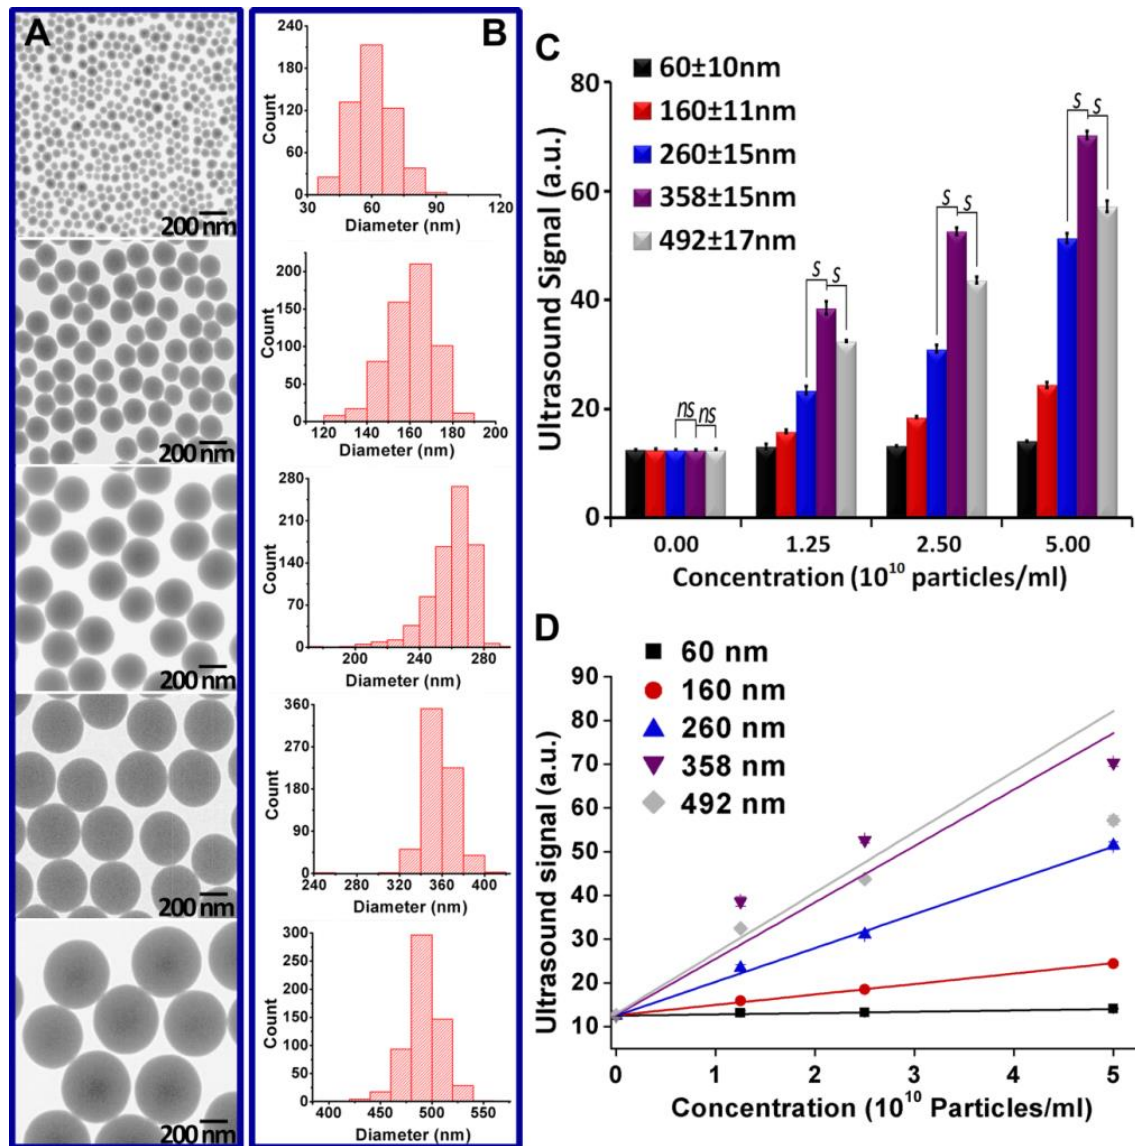 A
200 nm
200 nm
200 nm
200 nm
200 nm
B
240
180
120
60
0
Count
30 60 90 120
Diameter (nm)
200
150
100
50
0
Count
120 140 160 180 200
Diameter (nm)
280
210
140
70
0
Count
200 240 280
Diameter (nm)
360
270
180
90
0
Count
240 280 320 360 400
Diameter (nm)
300
250
200
150
100
50
0
Count
400 450 500 550
Diameter (nm)
C
60±10nm
160±11nm
260±15nm
358±15nm
492±17nm
80
60
40
20
0
Ultrasound Signal (a.u.)
ns ns
s s
s s
s s
0.00 1.25 2.50 5.00
Concentration (10¹⁰ particles/ml)
D
60 nm
160 nm
260 nm
358 nm
492 nm
90
80
70
60
50
40
30
20
10
Ultrasound signal (a.u.)
0 1 2 3 4 5
Concentration (10¹⁰ Particles/ml)